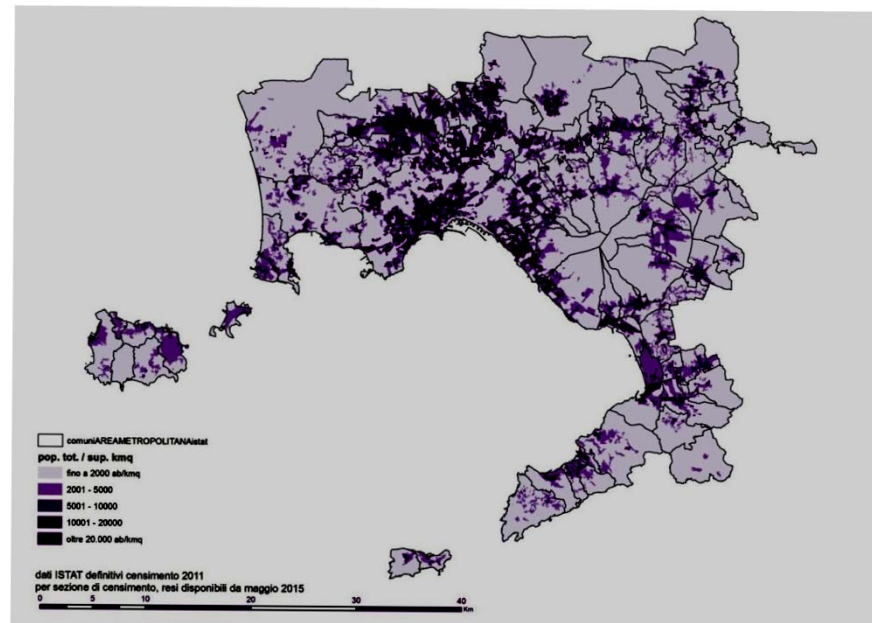 comuniAREAMETROPOLITANAistat
pop. tot. / sup. kmq
fino a 2000 ab/kmq
2001 - 5000
5001 - 10000
10001 - 20000
oltre 20.000 ab/kmq
dati ISTAT definitivi censimento 2011
per sezione di censimento, resi disponibili da maggio 2015
0 5 10 20 30 40
Km